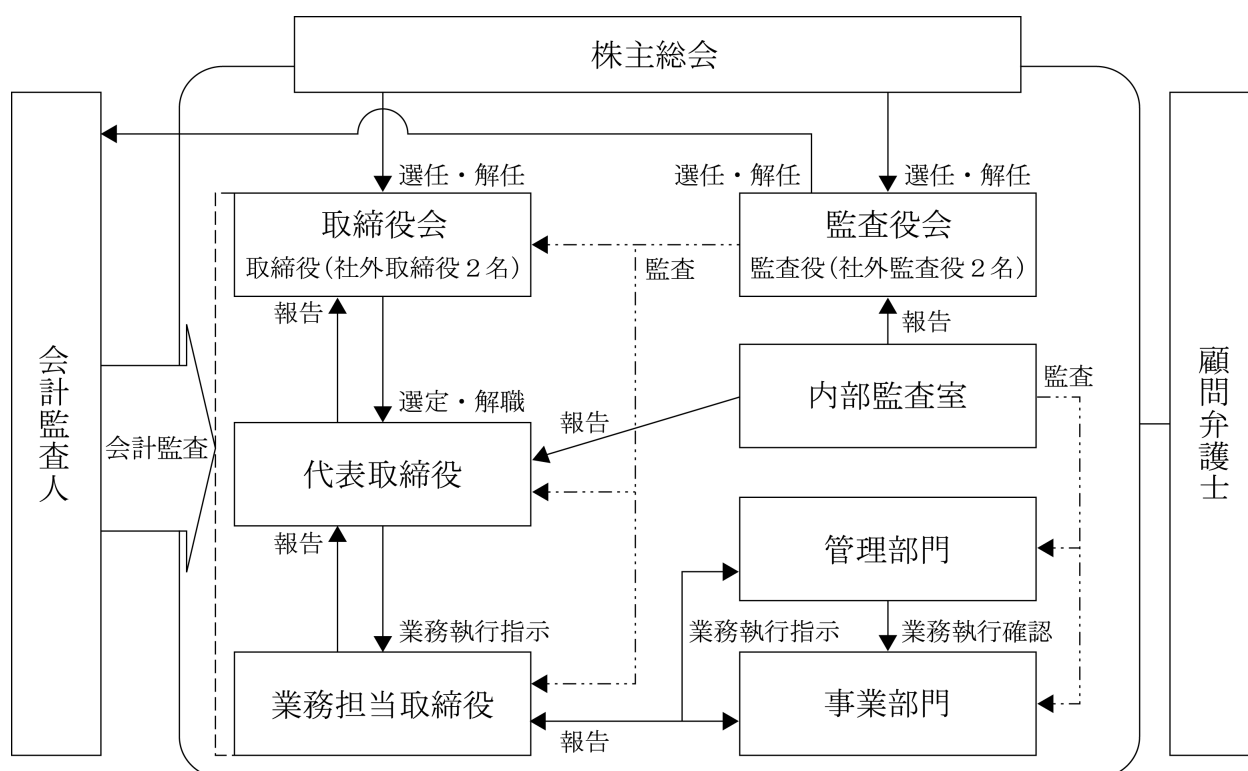 株主総会
選任・解任
選任・解任
選任・解任
取締役会
取締役(社外取締役2名)
監査
監査役会
監査役(社外監査役2名)
報告
報告
会計監査人
会計監査
選定・解職
報告
内部監査室
監査
顧問弁護士
代表取締役
報告
管理部門
業務執行指示
業務執行指示
業務執行確認
業務担当取締役
報告
事業部門